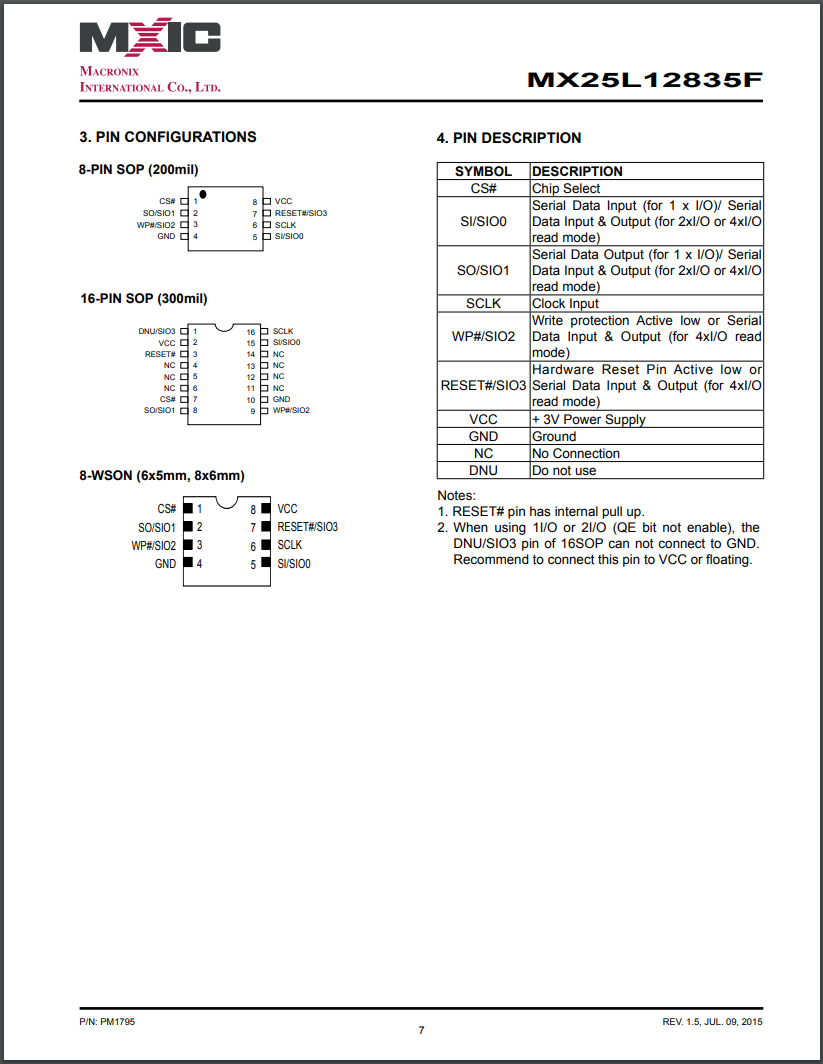 MXIC
MACRONIX
INTERNATIONAL CO., LTD.
MX25L12835F
3. PIN CONFIGURATIONS
8-PIN SOP (200mil)
CS# 1 8 VCC
SO/SIO1 2 7 RESET#/SIO3
WP#/SIO2 3 6 SCLK
GND 4 5 SI/SIO0
16-PIN SOP (300mil)
DNU/SIO3 1 16 SCLK
VCC 2 15 SI/SIO0
RESET# 3 14 NC
NC 4 13 NC
NC 5 12 NC
NC 6 11 NC
CS# 7 10 GND
SO/SIO1 8 9 WP#/SIO2
8-WSON (6x5mm, 8x6mm)
CS# 1 8 VCC
SO/SIO1 2 7 RESET#/SIO3
WP#/SIO2 3 6 SCLK
GND 4 5 SI/SIO0
4. PIN DESCRIPTION
SYMBOL DESCRIPTION
CS# Chip Select
SI/SIO0 Serial Data Input (for 1 x I/O)/ Serial
Data Input & Output (for 2xI/O or 4xI/O
read mode)
SO/SIO1 Serial Data Output (for 1 x I/O)/ Serial
Data Input & Output (for 2xI/O or 4xI/O
read mode)
SCLK Clock Input
WP#/SIO2 Write protection Active low or Serial
Data Input & Output (for 4xI/O read
mode)
RESET#/SIO3 Hardware Reset Pin Active low or
Serial Data Input & Output (for 4xI/O
read mode)
VCC + 3V Power Supply
GND Ground
NC No Connection
DNU Do not use
Notes:
1. RESET# pin has internal pull up.
2. When using 1I/O or 2I/O (QE bit not enable), the
DNU/SIO3 pin of 16SOP can not connect to GND.
Recommend to connect this pin to VCC or floating.
P/N: PM1795
7
REV. 1.5, JUL. 09, 2015